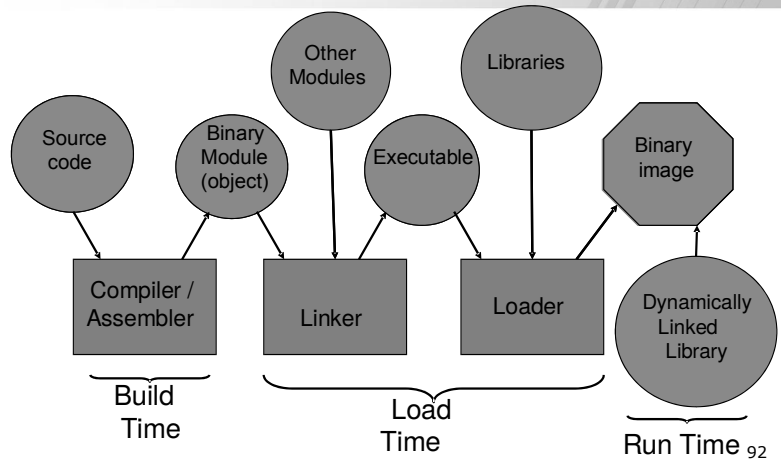 Other
Modules
Libraries
Source
code
Binary
Module
(object)
Executable
Binary
image
Compiler /
Assembler
Linker
Loader
Dynamically
Linked
Library
Build
Time
Load
Time
Run Time 92